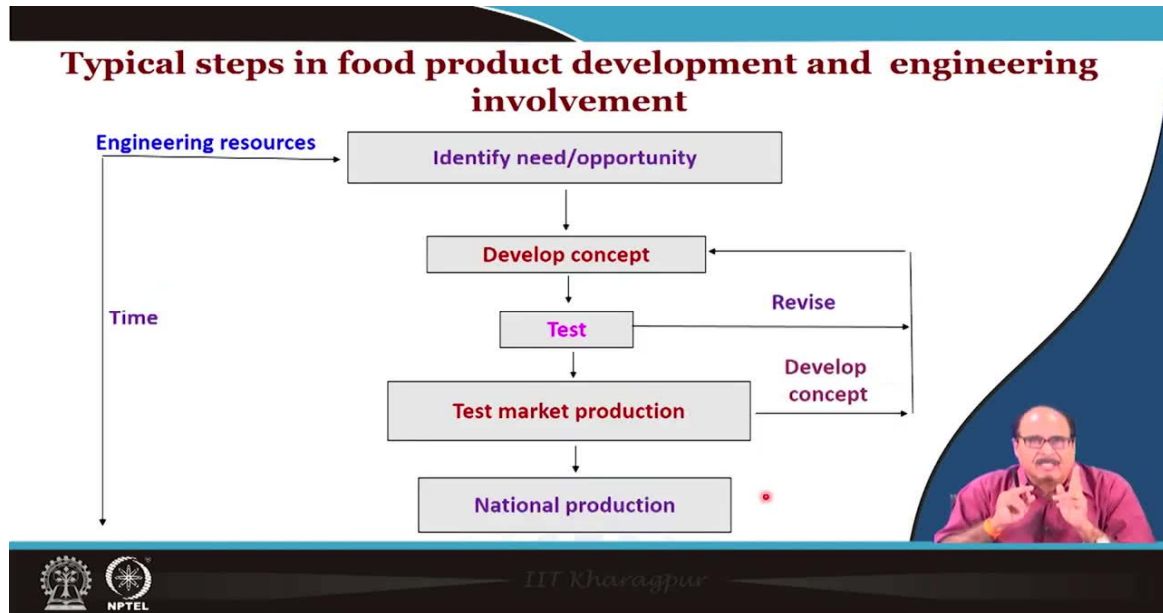 Typical steps in food product development and engineering
involvement
Engineering resources
Identify need/opportunity
Develop concept
Time
Revise
Test
Develop
concept
Test market production
National production
IIT Kharagpur
NPTEL